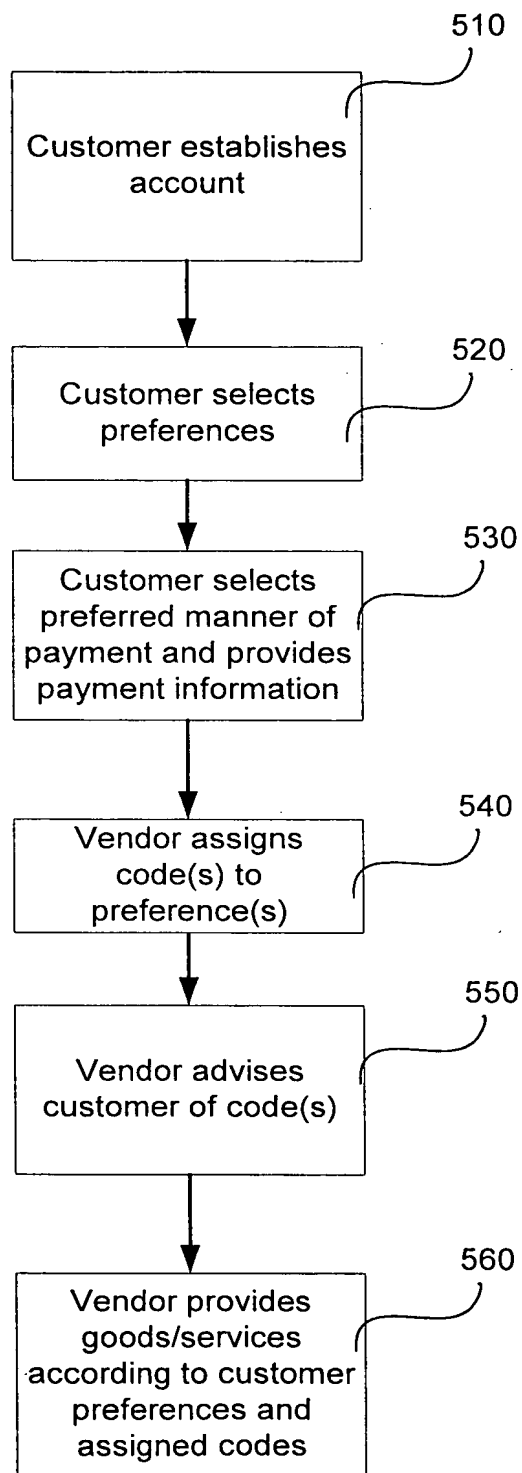 510
Customer establishes
account
520
Customer selects
preferences
530
Customer selects
preferred manner of
payment and provides
payment information
540
Vendor assigns
code(s) to
preference(s)
550
Vendor advises
customer of code(s)
560
Vendor provides
goods/services
according to customer
preferences and
assigned codes